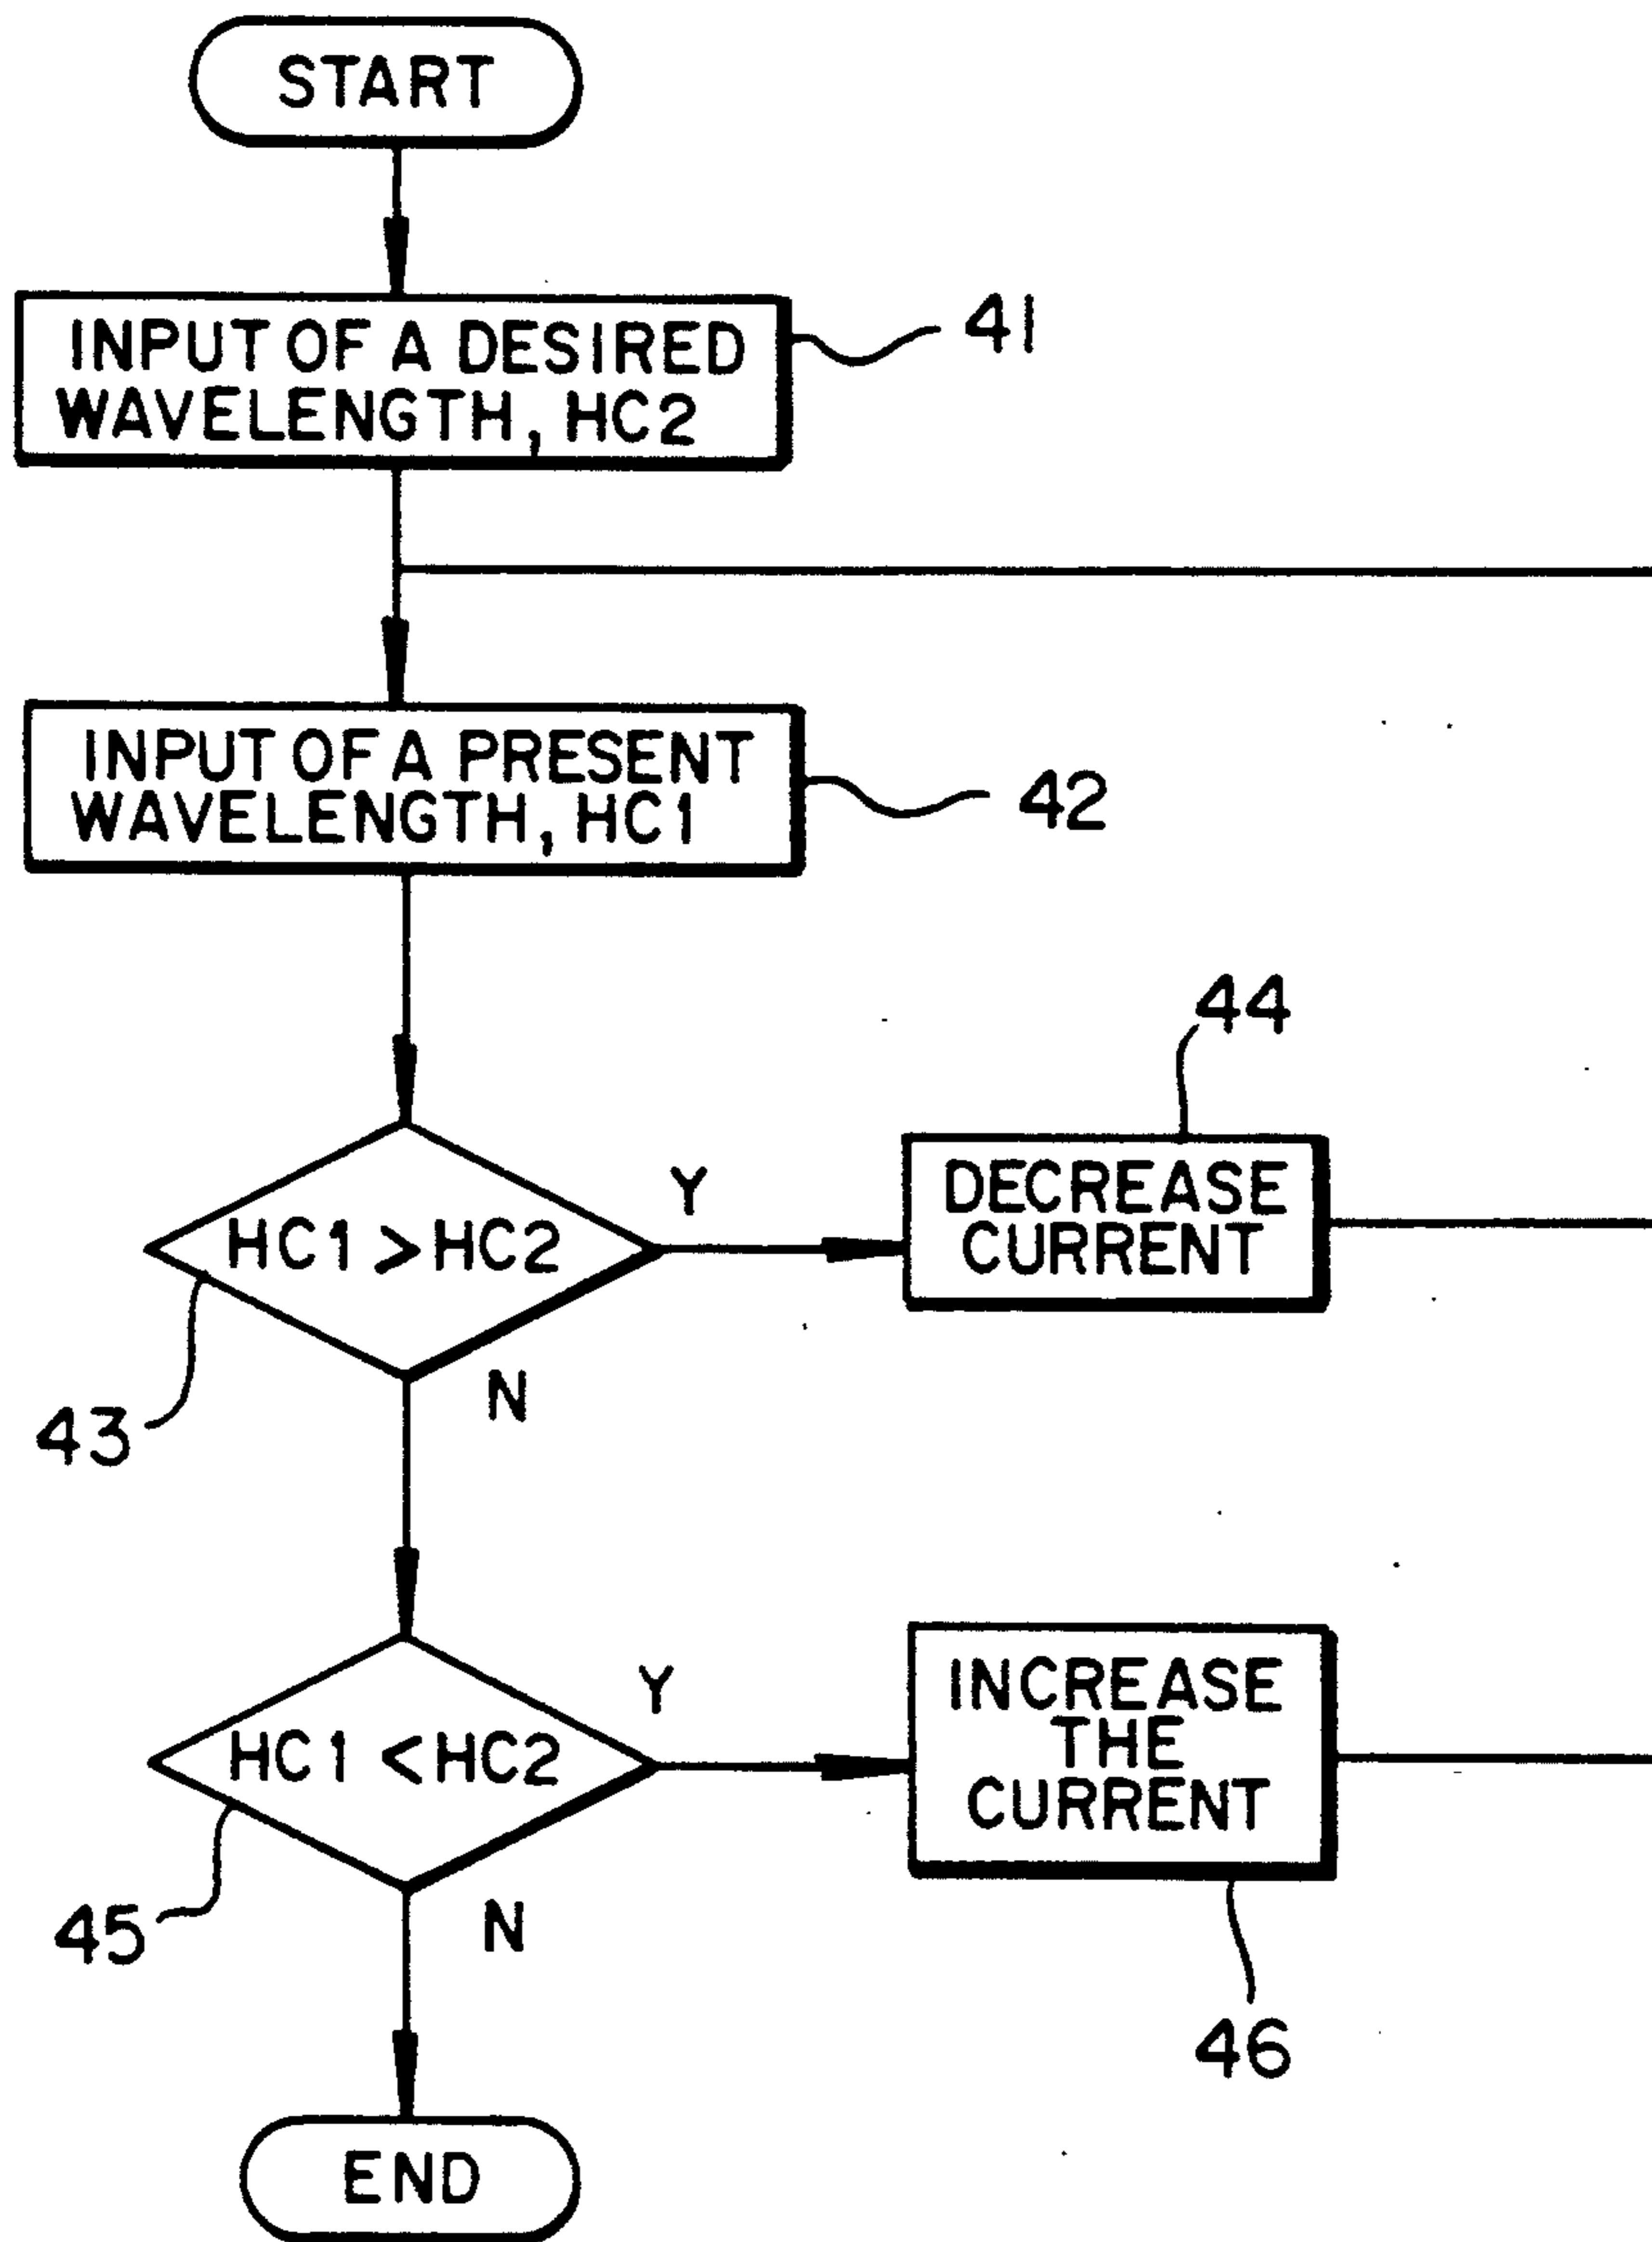 START
INPUT OF A DESIRED
WAVELENGTH, HC2
41
INPUT OF A PRESENT
WAVELENGTH, HC1
42
44
DECREASE
CURRENT
Y
HC1 > HC2
N
43
INCREASE
THE
CURRENT
Y
HC1 < HC2
N
45
46
END